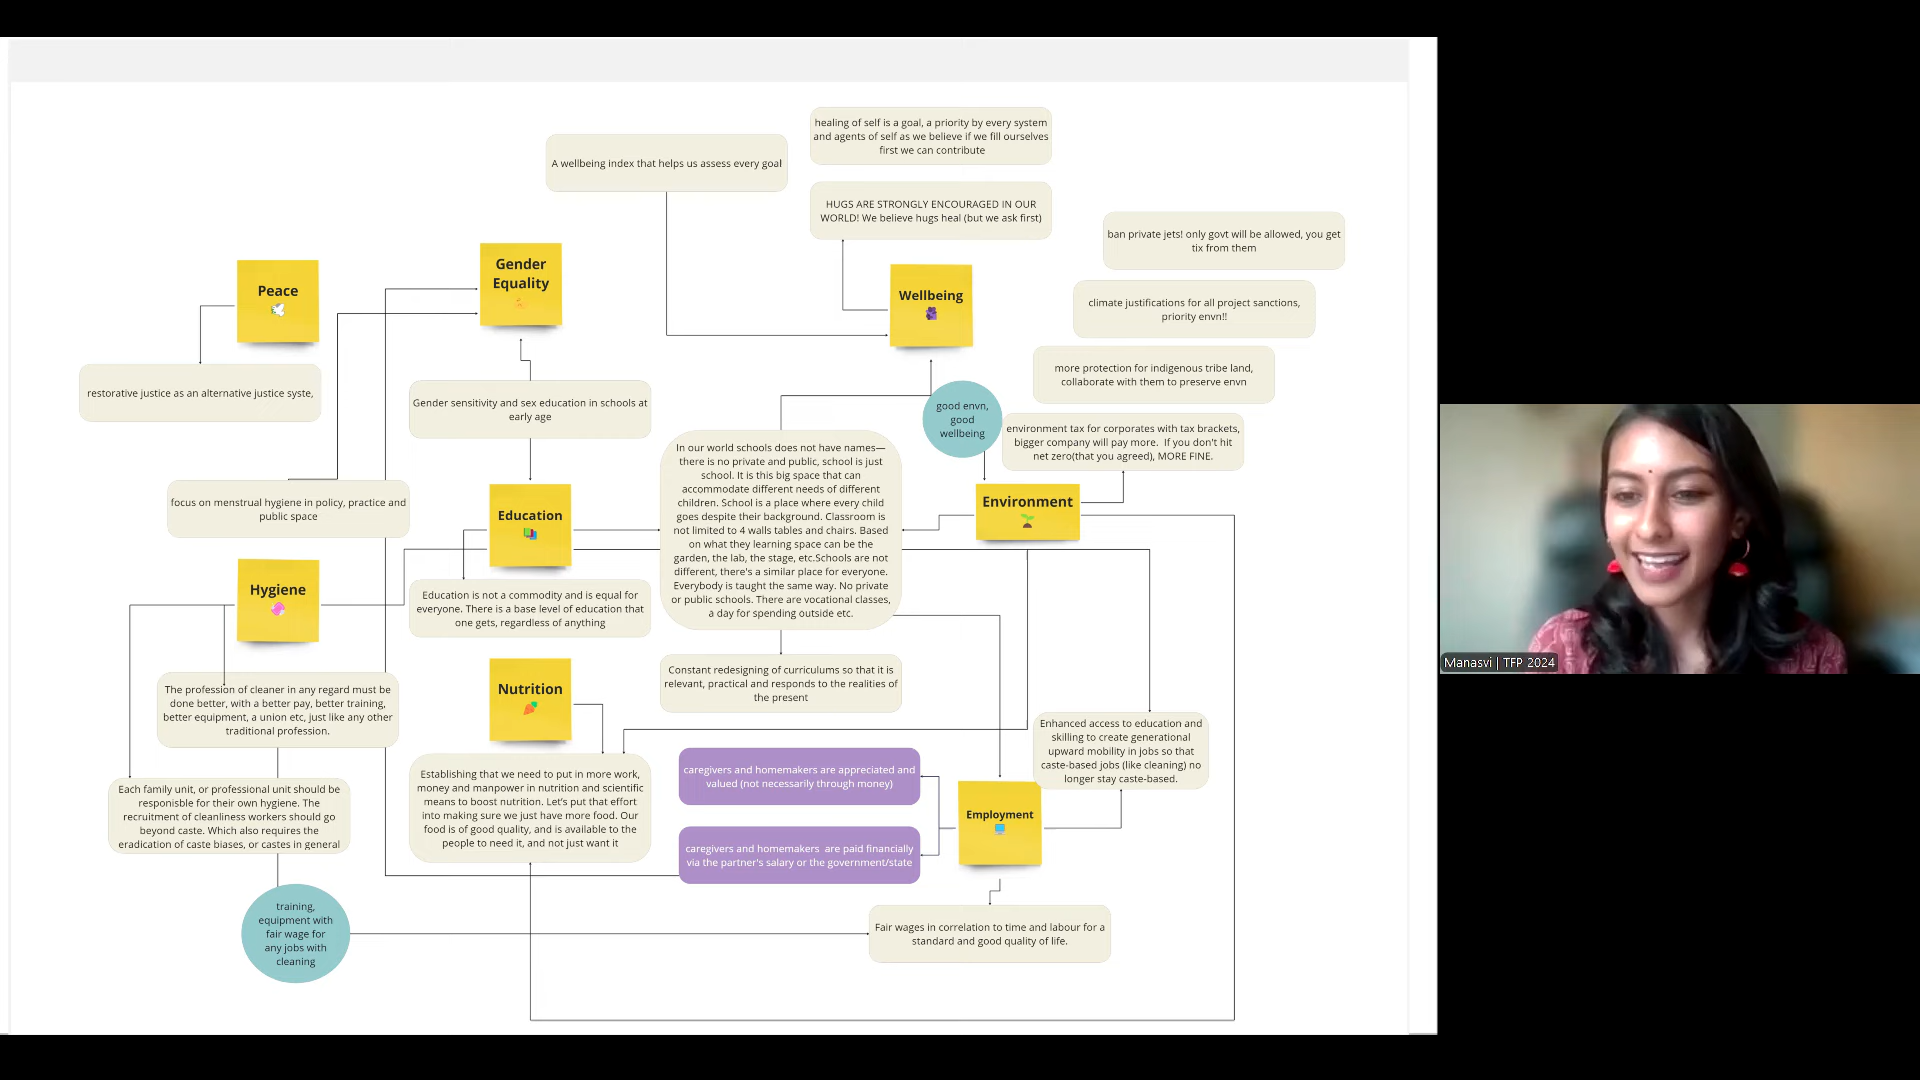 healing of self is a goal, a priority by every system
and agents of self as we believe if we fill ourselves
first we can contribute
A wellbeing index that helps us assess every goal
HUGS ARE STRONGLY ENCOURAGED IN OUR
WORLD! We believe hugs heal (but we ask first)
ban private jets! only govt will be allowed, you get
tix from them
Gender
Equality
Peace
Wellbeing
climate justifications for all project sanctions,
priority envn!!
more protection for indigenous tribe land,
collaborate with them to preserve envn
restorative justice as an alternative justice syste,
Gender sensitivity and sex education in schools at
early age
good envn,
good
wellbeing
environment tax for corporates with tax brackets,
bigger company will pay more. If you don't hit
net zero(that you agreed), MORE FINE.
In our world schools does not have names—
there is no private and public, school is just
school. It is this big space that can
accommodate different needs of different
children. School is a place where every child
goes despite their background. Classroom is
not limited to 4 walls tables and chairs. Based
on what they learning space can be the
garden, the lab, the stage, etc.Schools are not
different, there's a similar place for everyone.
Everybody is taught the same way. No private
or public schools. There are vocational classes,
a day for spending outside etc.
focus on menstrual hygiene in policy, practice and
public space
Education
Environment
Hygiene
Education is not a commodity and is equal for
everyone. There is a base level of education that
one gets, regardless of anything
Constant redesigning of curriculums so that it is
relevant, practical and responds to the realities of
the present
The profession of cleaner in any regard must be
done better, with a better pay, better training,
better equipment, a union etc, just like any other
traditional profession.
Nutrition
Enhanced access to education and
skilling to create generational
upward mobility in jobs so that
caste-based jobs (like cleaning) no
longer stay caste-based.
Each family unit, or professional unit should be
responisble for their own hygiene. The
recruitment of cleanliness workers should go
beyond caste. Which also requires the
eradication of caste biases, or castes in general
Establishing that we need to put in more work,
money and manpower in nutrition and scientific
means to boost nutrition. Let's put that effort
into making sure we just have more food. Our
food is of good quality, and is available to the
people to need it, and not just want it
caregivers and homemakers are appreciated and
valued (not necessarily through money)
caregivers and homemakers are paid financially
via the partner's salary or the government/state
Employment
training,
equipment with
fair wage for
any jobs with
cleaning
Fair wages in correlation to time and labour for a
standard and good quality of life.
Manasvi | TFP 2024